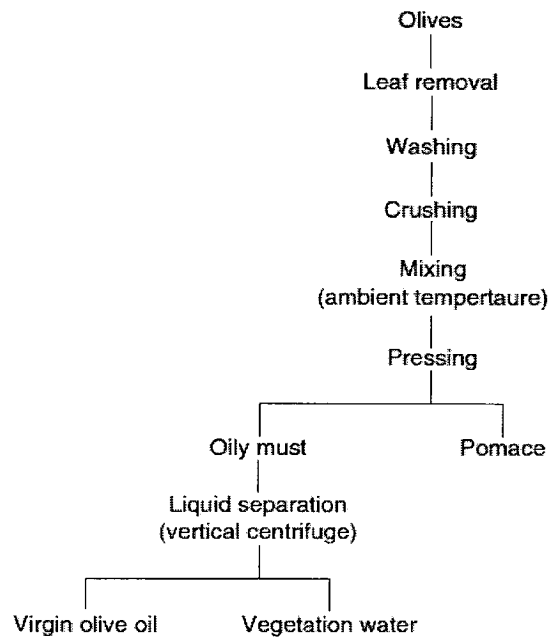 Olives
Leaf removal
Washing
Crushing
Mixing
(ambient tempertaure)
Pressing
Oily must
Pomace
Liquid separation
(vertical centrifuge)
Virgin olive oil
Vegetation water